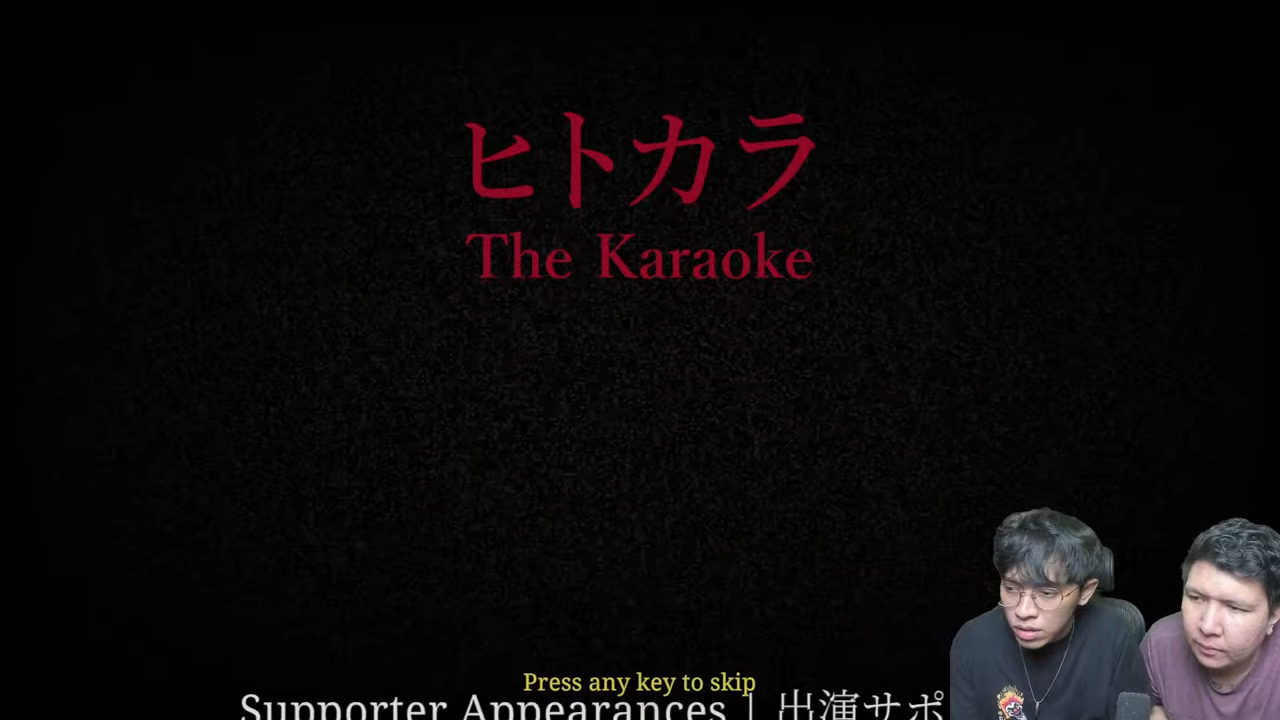 ヒトカラ
The Karaoke
Press any key to skip
Supporter Appearances | 出演サポ